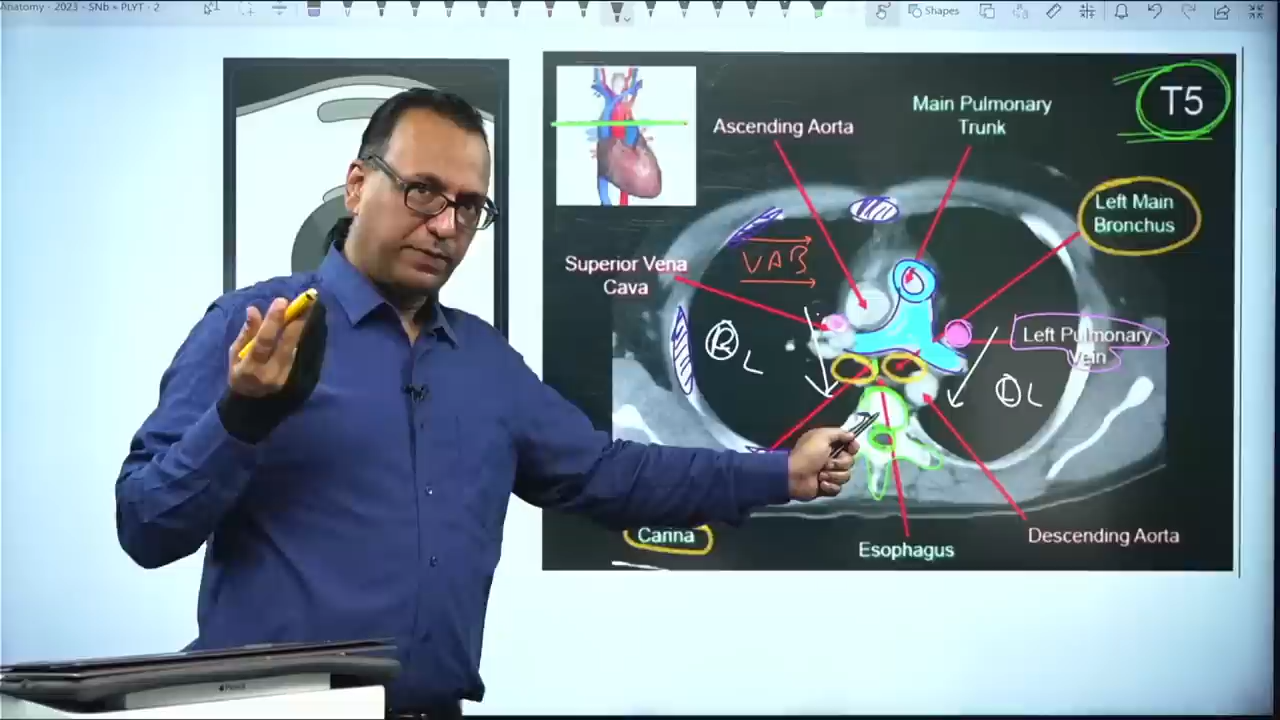 Anatomy - 2023 - SNb + PLYT - 2
Shapes
T5
Main Pulmonary
Trunk
Ascending Aorta
Left Main
Bronchus
VAB
Superior Vena
Cava
Left Pulmonary
Vein
R L
L L
Carina
Esophagus
Descending Aorta